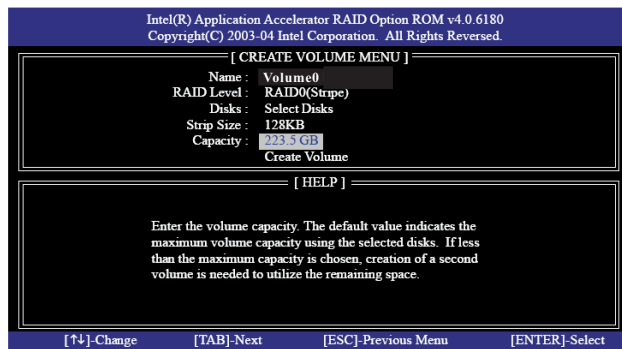 Intel(R) Application Accelerator RAID Option ROM v4.0.6180
Copyright(C) 2003-04 Intel Corporation. All Rights Reversed.
[ CREATE VOLUME MENU ]
Name : Volume0
RAID Level : RAID0(Stripe)
Disks : Select Disks
Strip Size : 128KB
Capacity : 223.5 GB
Create Volume
[ HELP ]
Enter the volume capacity. The default value indicates the
maximum volume capacity using the selected disks. If less
than the maximum capacity is chosen, creation of a second
volume is needed to utilize the remaining space.
[↑↓]-Change [TAB]-Next [ESC]-Previous Menu [ENTER]-Select